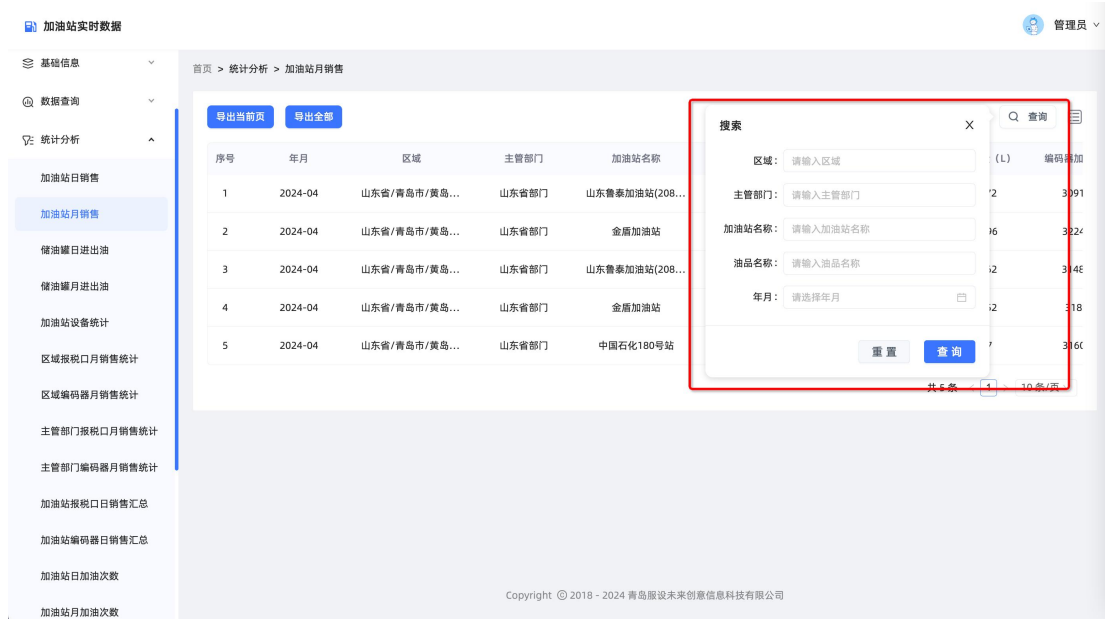 加油站实时数据
管理员
基础信息
数据查询
统计分析
加油站日销售
加油站月销售
储油罐日进出油
储油罐月进出油
加油站设备统计
区域报税口月销售统计
区域编码器月销售统计
主管部门报税口月销售统计
主管部门编码器月销售统计
加油站报税口日销售汇总
加油站编码器日销售汇总
加油站日加油次数
加油站月加油次数
首页 > 统计分析 > 加油站月销售
导出当前页 导出全部 查询
序号 年月 区域 主管部门 加油站名称 (L) 编码器加
1 2024-04 山东省/青岛市/黄岛... 山东省部门 山东鲁泰加油站(208...
2 2024-04 山东省/青岛市/黄岛... 山东省部门 金盾加油站
3 2024-04 山东省/青岛市/黄岛... 山东省部门 山东鲁泰加油站(208...
4 2024-04 山东省/青岛市/黄岛... 山东省部门 金盾加油站
5 2024-04 山东省/青岛市/黄岛... 山东省部门 中国石化180号站
搜索 X
区域: 请输入区域
主管部门: 请输入主管部门
加油站名称: 请输入加油站名称
油品名称: 请输入油品名称
年月: 请选择年月
重置 查询
共 5 条 < 1 > 10 条/页
Copyright © 2018 - 2024 青岛服设未来创意信息科技有限公司